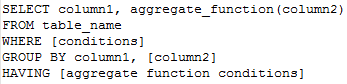 SELECT column1, aggregate_function(column2)
FROM table_name
WHERE [conditions]
GROUP BY column1, [column2]
HAVING [aggregate function conditions]